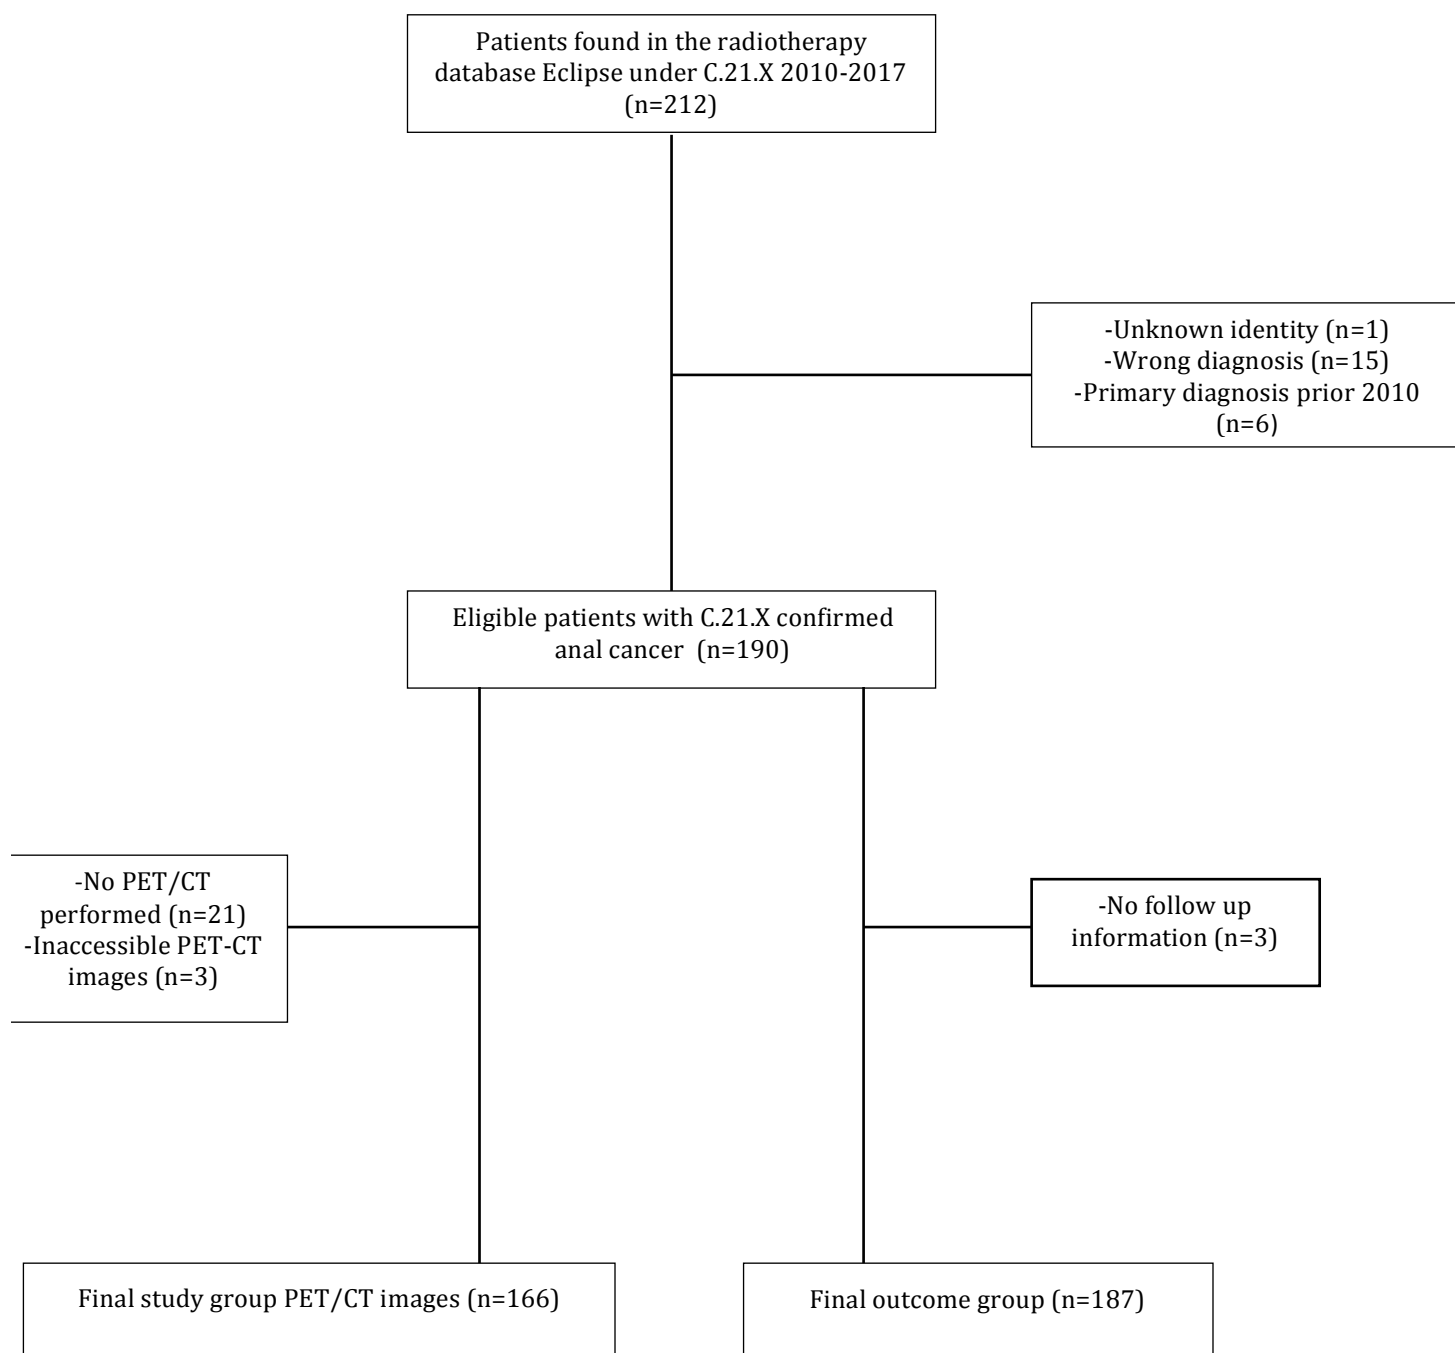 Patients found in the radiotherapy
database Eclipse under C.21.X 2010-2017
(n=212)
-Unknown identity (n=1)
-Wrong diagnosis (n=15)
-Primary diagnosis prior 2010
(n=6)
Eligible patients with C.21.X confirmed
anal cancer (n=190)
-No PET/CT
performed (n=21)
-Inaccessible PET-CT
images (n=3)
-No follow up
information (n=3)
Final study group PET/CT images (n=166)
Final outcome group (n=187)